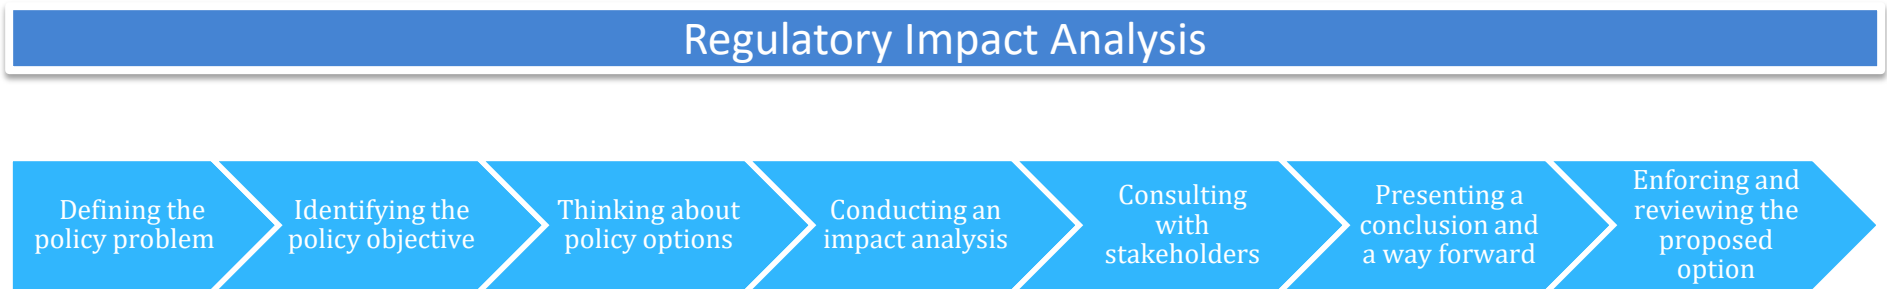 Regulatory Impact Analysis
Defining the
policy problem
Identifying the
policy objective
Thinking about
policy options
Conducting an
impact analysis
Consulting
with
stakeholders
Presenting a
conclusion and
a way forward
Enforcing and
reviewing the
proposed
option